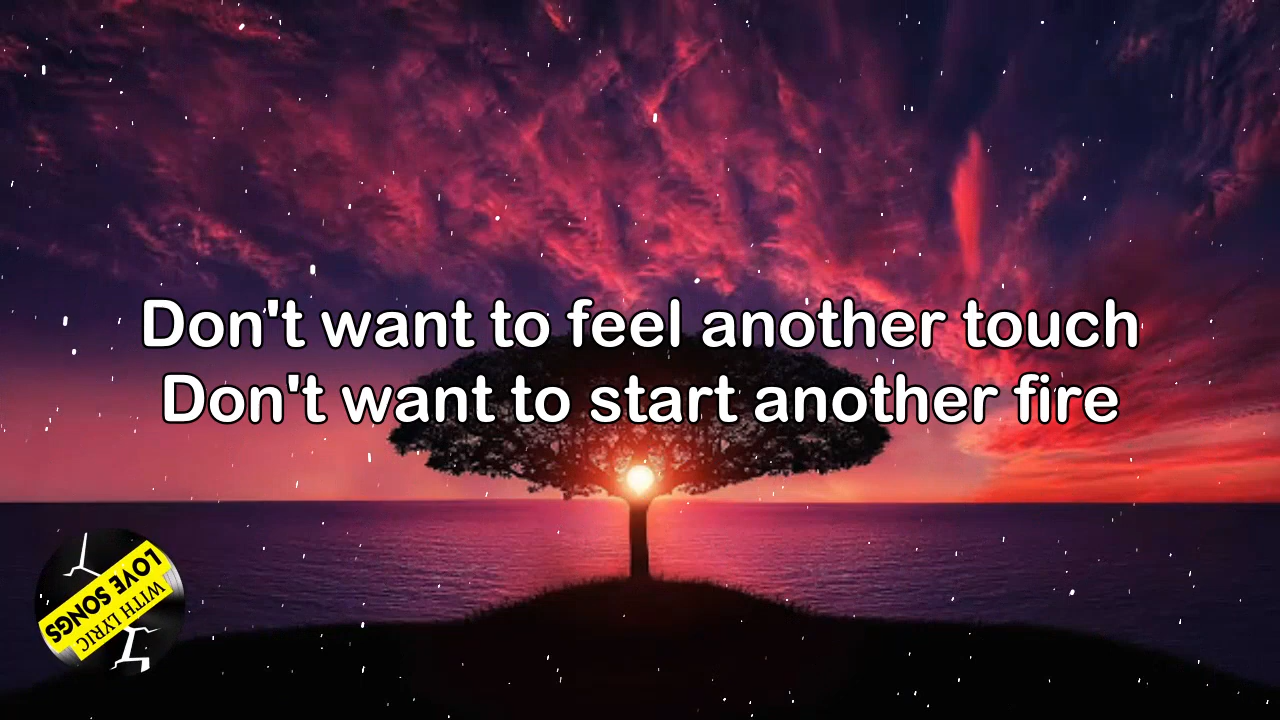 Don't want to feel another touch
Don't want to start another fire
LOVE SONGS
WITH LYRIC